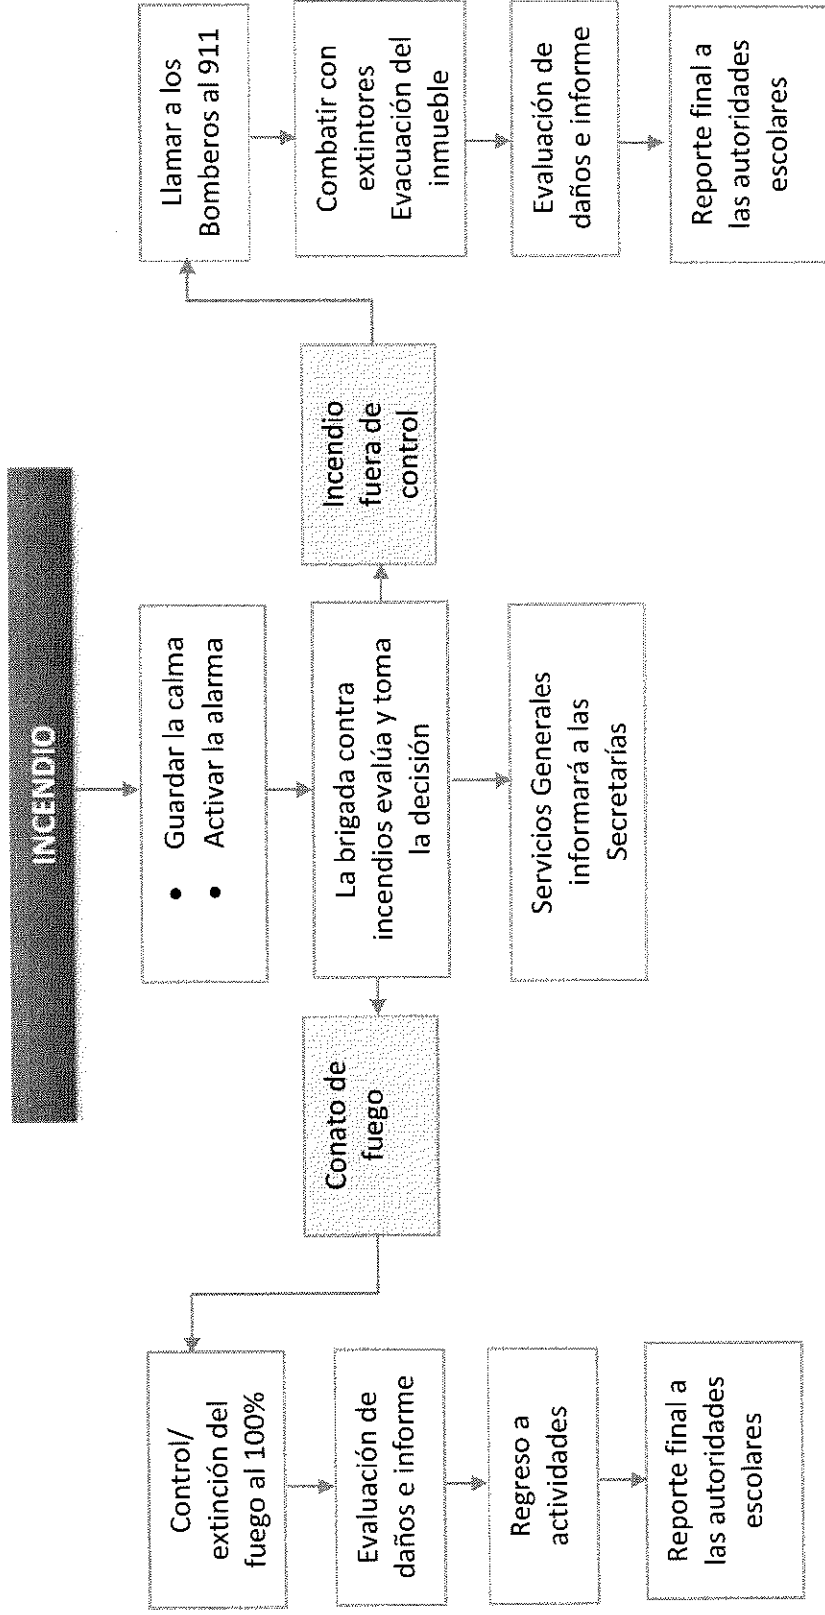 INCENDIO
• Guardar la calma
• Activar la alarma
La brigada contra
incendios evalúa y toma
la decisión
Servicios Generales
informará a las
Secretarías
Conato de
fuego
Control/
extinción del
fuego al 100%
Evaluación de
daños e informe
Regreso a
actividades
Reporte final a
las autoridades
escolares
Incendio
fuera de
control
Llamar a los
Bomberos al 911
Combatir con
extintores
Evacuación del
inmueble
Evaluación de
daños e informe
Reporte final a
las autoridades
escolares